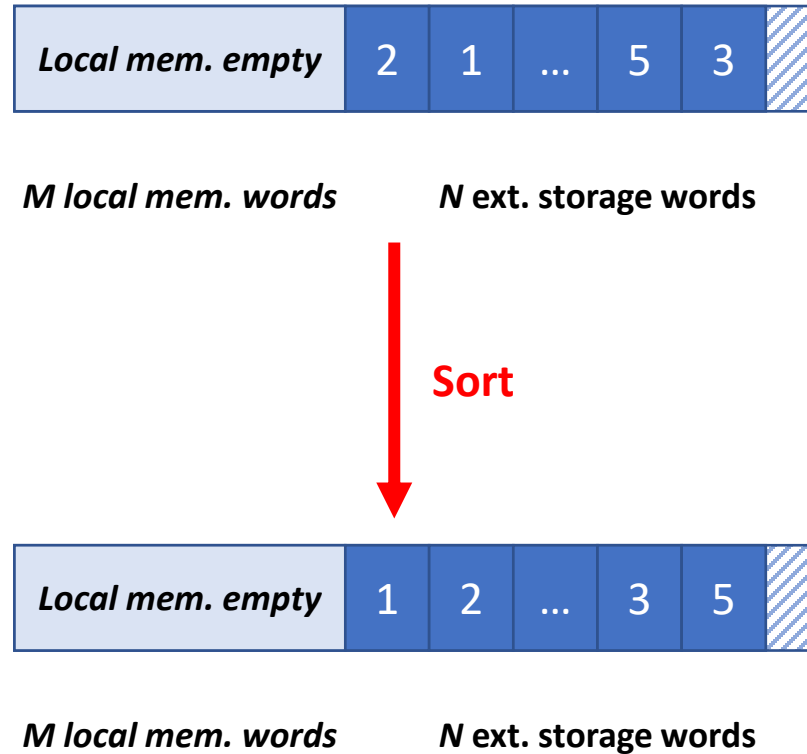 Local mem. empty 2 1 ... 5 3
M local mem. words N ext. storage words
Sort
Local mem. empty 1 2 ... 3 5
M local mem. words N ext. storage words